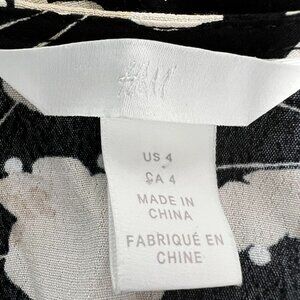 H&M
US 4
CA 4
MADE IN
CHINA
FABRIQUÉ EN
CHINE